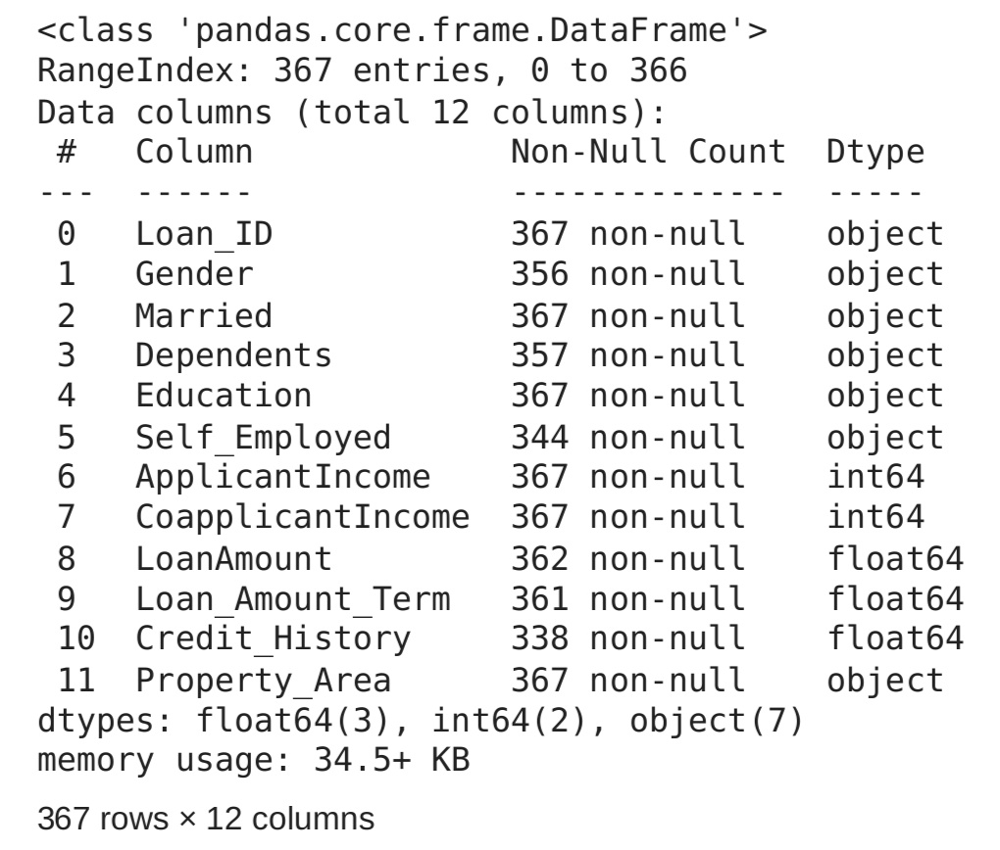 <class 'pandas.core.frame.DataFrame'>
RangeIndex: 367 entries, 0 to 366
Data columns (total 12 columns):
 #   Column             Non-Null Count  Dtype
---  ------             --------------  -----
 0   Loan_ID            367 non-null    object
 1   Gender             356 non-null    object
 2   Married            367 non-null    object
 3   Dependents         357 non-null    object
 4   Education          367 non-null    object
 5   Self_Employed      344 non-null    object
 6   ApplicantIncome    367 non-null    int64
 7   CoapplicantIncome  367 non-null    int64
 8   LoanAmount         362 non-null    float64
 9   Loan_Amount_Term   361 non-null    float64
 10  Credit_History     338 non-null    float64
 11  Property_Area      367 non-null    object
dtypes: float64(3), int64(2), object(7)
memory usage: 34.5+ KB
367 rows × 12 columns